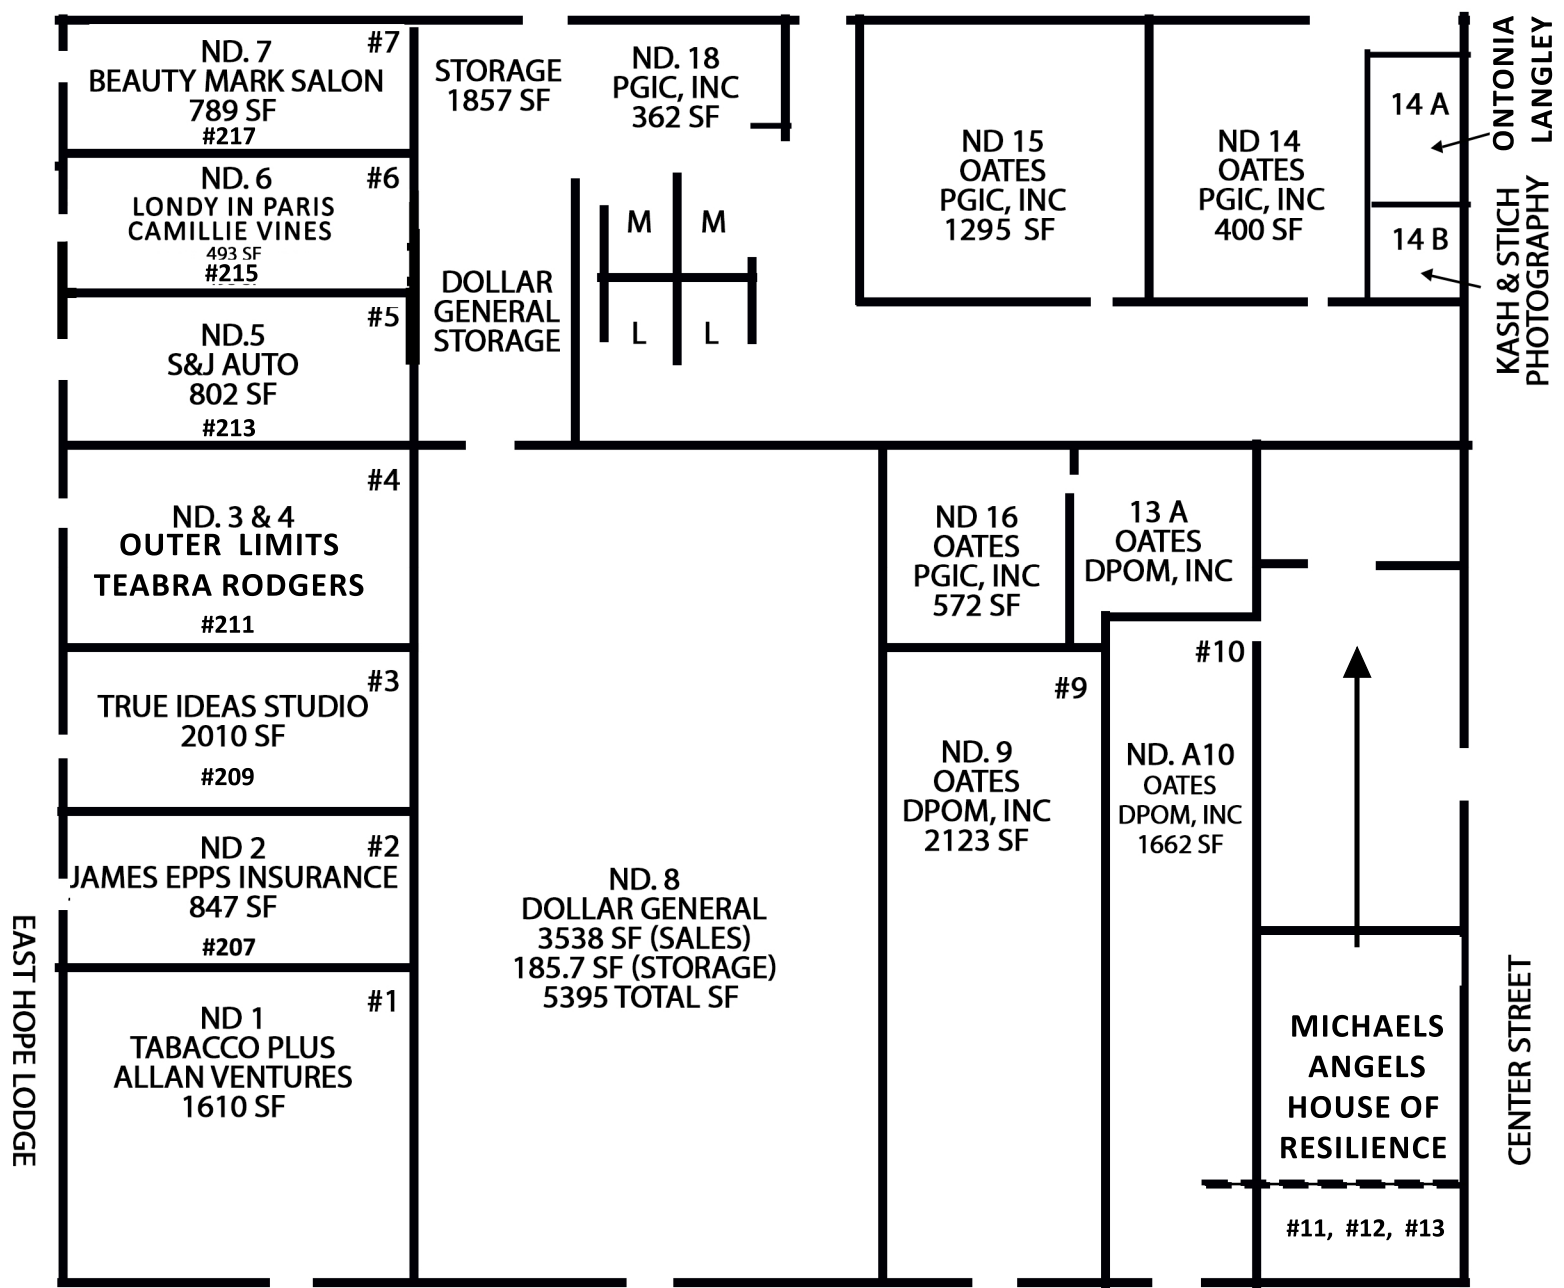 ND. 7
#7
BEAUTY MARK SALON
789 SF
#217
ND. 6
#6
LONDY IN PARIS
CAMILLIE VINES
493 SF
#215
#5
ND.5
S&J AUTO
802 SF
#213
#4
ND. 3 & 4
OUTER LIMITS
TEABRA RODGERS
#211
#3
TRUE IDEAS STUDIO
2010 SF
#209
ND 2
#2
JAMES EPPS INSURANCE
847 SF
#207
#1
ND 1
TABACCO PLUS
ALLAN VENTURES
1610 SF
EAST HOPE LODGE
STORAGE
1857 SF
ND. 18
PGIC, INC
362 SF
DOLLAR
GENERAL
STORAGE
M
M
L
L
ND 15
OATES
PGIC, INC
1295 SF
ND 14
OATES
PGIC, INC
400 SF
14 A
14 B
ONTONIA
LANGLEY
KASH & STICH
PHOTOGRAPHY
ND. 8
DOLLAR GENERAL
3538 SF (SALES)
185.7 SF (STORAGE)
5395 TOTAL SF
ND 16
OATES
PGIC, INC
572 SF
13 A
OATES
DPOM, INC
#9
ND. 9
OATES
DPOM, INC
2123 SF
#10
ND. A10
OATES
DPOM, INC
1662 SF
MICHAELS
ANGELS
HOUSE OF
RESILIENCE
#11, #12, #13
CENTER STREET